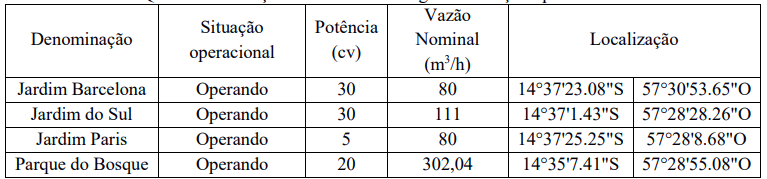 Denominação Situação operacional Potência (cv) Vazão Nominal (m³/h) Localização
Jardim Barcelona Operando 30 80 14°37'23.08"S 57°30'53.65"O
Jardim do Sul Operando 30 111 14°37'1.43"S 57°28'28.26"O
Jardim Paris Operando 5 80 14°37'25.25"S 57°28'8.68"O
Parque do Bosque Operando 20 302,04 14°35'7.41"S 57°28'55.08"O